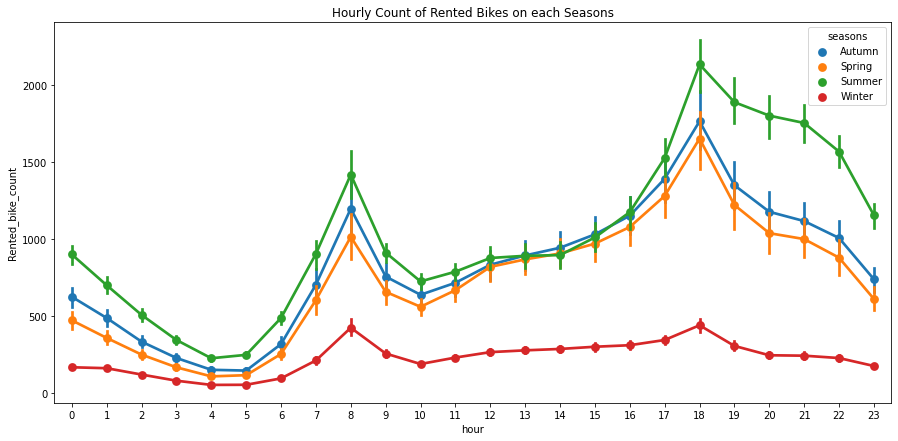 Hourly Count of Rented Bikes on each Seasons
seasons
Autumn
Spring
Summer
Winter
2000
1500
1000
500
0
Rented_bike_count
0 1 2 3 4 5 6 7 8 9 10 11 12 13 14 15 16 17 18 19 20 21 22 23
hour